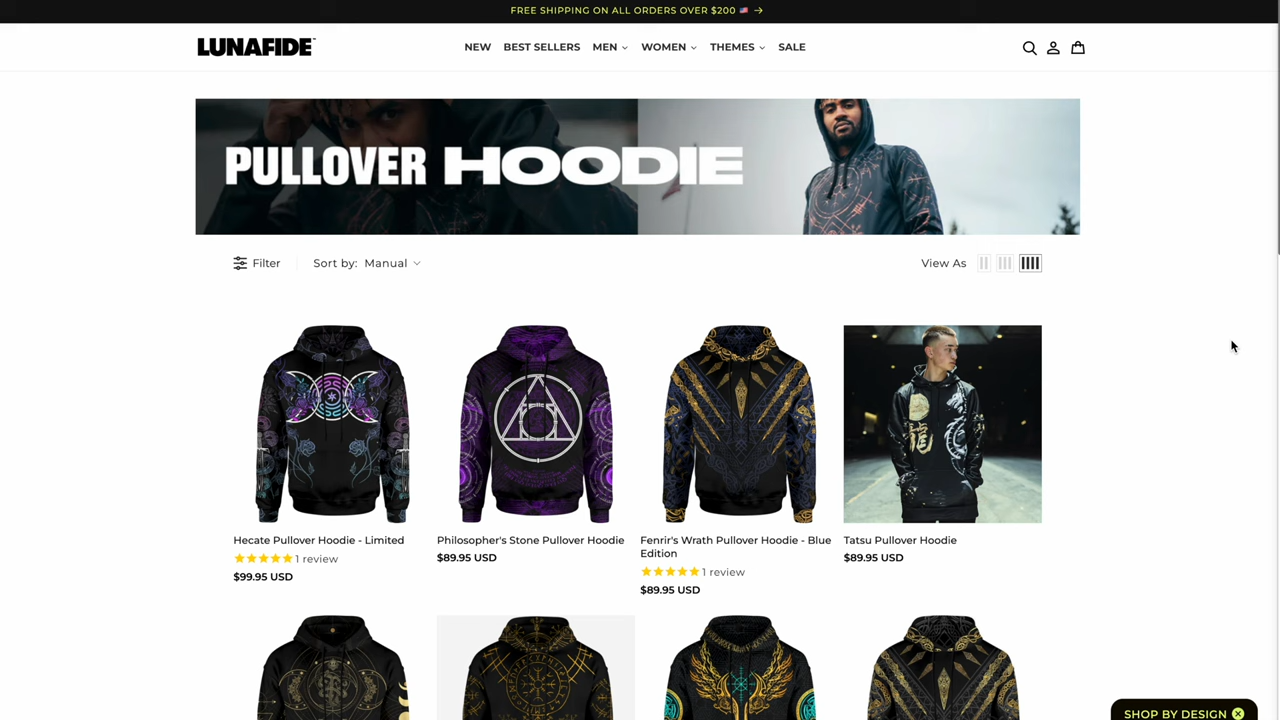 FREE SHIPPING ON ALL ORDERS OVER $200 🇺🇸 →
LUNAFIDE™
NEW BEST SELLERS MEN WOMEN THEMES SALE
PULLOVER HOODIE
Filter Sort by: Manual View As
Hecate Pullover Hoodie - Limited
1 review
$99.95 USD
Philosopher's Stone Pullover Hoodie
$89.95 USD
Fenrir's Wrath Pullover Hoodie - Blue
Edition
1 review
$89.95 USD
龍
Tatsu Pullover Hoodie
$89.95 USD
SHOP BY DESIGN